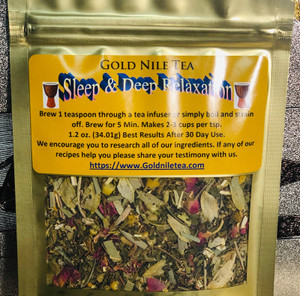 GOLD NILE TEA
Sleep & Deep Relaxation
Brew 1 teaspoon through a tea infuser or simply boil and strain
off. Brew for 5 Min. Makes 2-3 cups per tsp.
1.2 oz. (34.01g) Best Results After 30 Day Use.
We encourage you to research all of our ingredients. If any of our
recipes help you please share your testimony with us.
https://www.Goldniletea.com